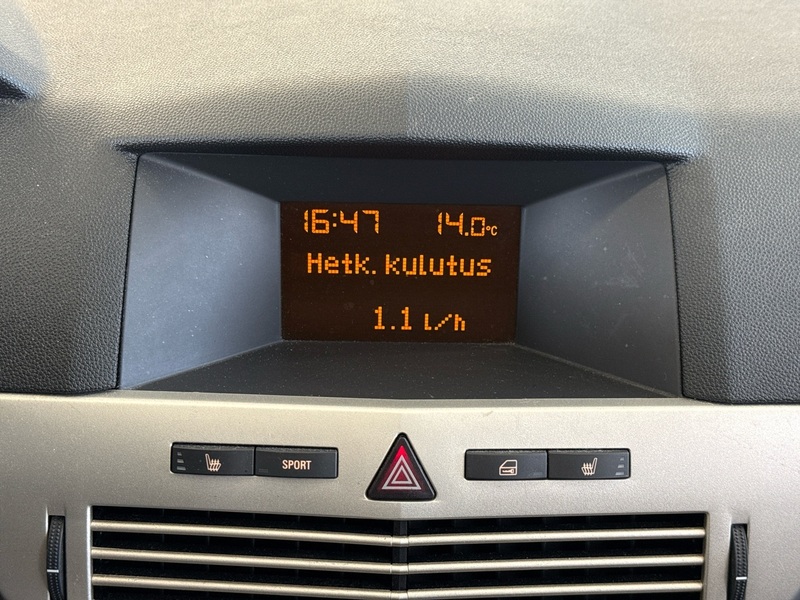 16:47 14.0°C
Hetk. kulutus
1.1 l/h
SPORT